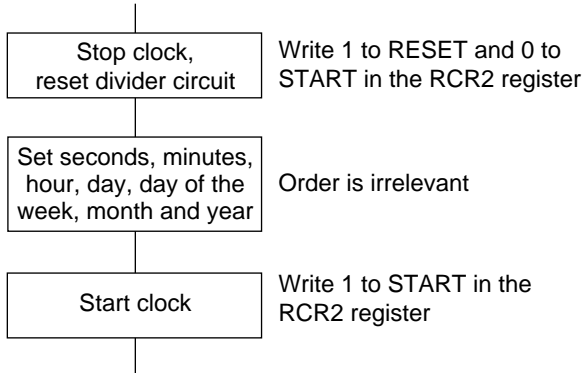 Stop clock,
reset divider circuit
Write 1 to RESET and 0 to
START in the RCR2 register
Set seconds, minutes,
hour, day, day of the
week, month and year
Order is irrelevant
Start clock
Write 1 to START in the
RCR2 register